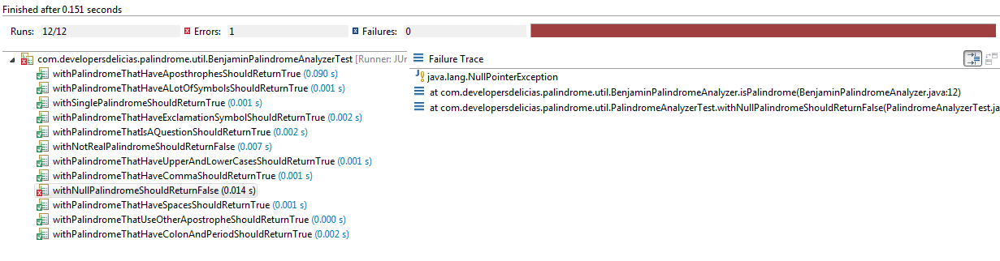 Finished after 0.151 seconds
Runs: 12/12 Errors: 1 Failures: 0
com.developersdelicias.palindrome.util.BenjaminPalindromeAnalyzerTest [Runner: JUr
withPalindromeThatHaveAposthrophesShouldReturnTrue (0.090 s)
withPalindromeThatHaveALotOfSymbolsShouldReturnTrue (0.001 s)
withSinglePalindromeShouldReturnTrue (0.001 s)
withPalindromeThatHaveExclamationSymbolShouldReturnTrue (0.002 s)
withPalindromeThatIsAQuestionShouldReturnTrue (0.002 s)
withNotRealPalindromeShouldReturnFalse (0.007 s)
withPalindromeThatHaveUpperAndLowerCasesShouldReturnTrue (0.001 s)
withPalindromeThatHaveCommaShouldReturnTrue (0.001 s)
withNullPalindromeShouldReturnFalse (0.014 s)
withPalindromeThatHaveSpacesShouldReturnTrue (0.001 s)
withPalindromeThatUseOtherApostropheShouldReturnTrue (0.000 s)
withPalindromeThatHaveColonAndPeriodShouldReturnTrue (0.002 s)
Failure Trace
java.lang.NullPointerException
at com.developersdelicias.palindrome.util.BenjaminPalindromeAnalyzer.isPalindrome(BenjaminPalindromeAnalyzer.java:12)
at com.developersdelicias.palindrome.util.PalindromeAnalyzerTest.withNullPalindromeShouldReturnFalse(PalindromeAnalyzerTest.ja